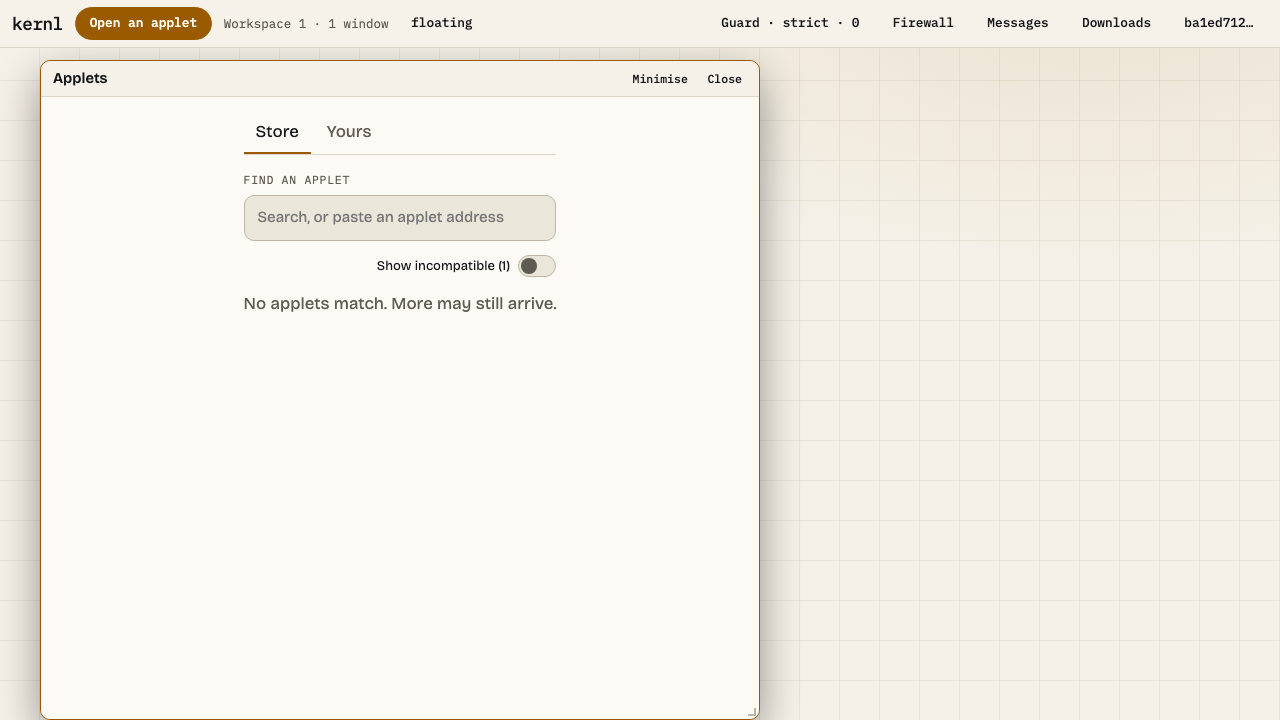 kernl
Open an applet
Workspace 1 · 1 window
floating
Guard · strict · 0
Firewall
Messages
Downloads
ba1ed712…
Applets
Minimise
Close
Store
Yours
FIND AN APPLET
Search, or paste an applet address
Show incompatible (1)
No applets match. More may still arrive.